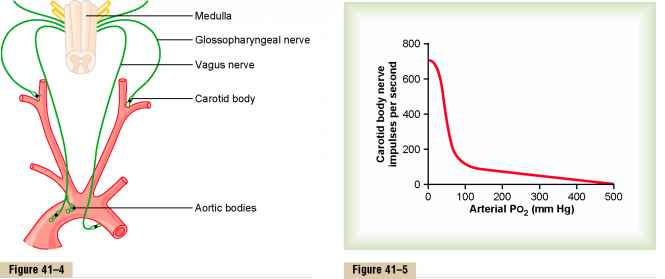 Medulla
Glossopharyngeal nerve
Vagus nerve
Carotid body
Aortic bodies
Figure 41–4
Carotid body nerve
impulses per second
800
600
400
200
0
0 100 200 300 400 500
Arterial PO2 (mm Hg)
Figure 41–5